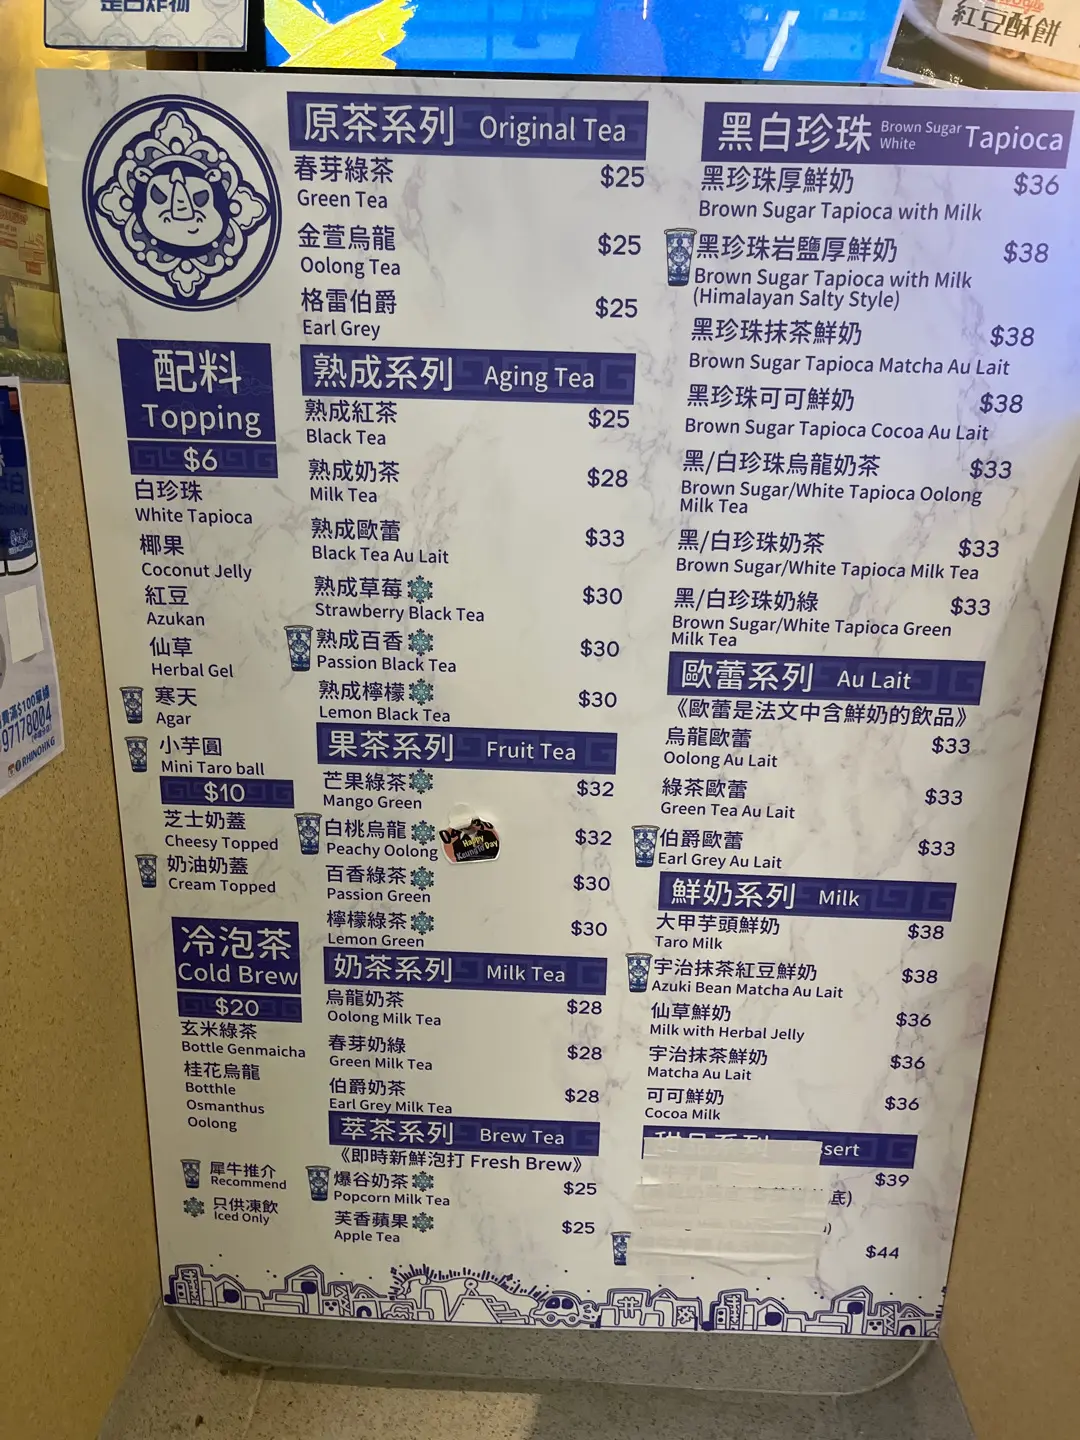 紅豆酥餅
原茶系列 Original Tea
春芽綠茶 $25
Green Tea
金萱烏龍 $25
Oolong Tea
格雷伯爵 $25
Earl Grey
熟成系列 Aging Tea
熟成紅茶 $25
Black Tea
熟成奶茶 $28
Milk Tea
熟成歐蕾 $33
Black Tea Au Lait
熟成草莓 $30
Strawberry Black Tea
熟成百香 $30
Passion Black Tea
熟成檸檬 $30
Lemon Black Tea
果茶系列 Fruit Tea
芒果綠茶 $32
Mango Green
白桃烏龍 $32
Peachy Oolong
Happy
Day
百香綠茶 $30
Passion Green
檸檬綠茶 $30
Lemon Green
奶茶系列 Milk Tea
烏龍奶茶 $28
Oolong Milk Tea
春芽奶綠 $28
Green Milk Tea
伯爵奶茶 $28
Earl Grey Milk Tea
萃茶系列 Brew Tea
《即時新鮮泡打 Fresh Brew》
爆谷奶茶 $25
Popcorn Milk Tea
芙香蘋果 $25
Apple Tea
配料
Topping
$6
白珍珠
White Tapioca
椰果
Coconut Jelly
紅豆
Azukan
仙草
Herbal Gel
寒天
Agar
小芋圓
Mini Taro ball
$10
芝士奶蓋
Cheesy Topped
奶油奶蓋
Cream Topped
冷泡茶
Cold Brew
$20
玄米綠茶
Bottle Genmaicha
桂花烏龍
Botthle
Osmanthus
Oolong
犀牛推介
Recommend
只供凍飲
Iced Only
黑白珍珠 Brown Sugar White Tapioca
黑珍珠厚鮮奶 $36
Brown Sugar Tapioca with Milk
黑珍珠岩鹽厚鮮奶 $38
Brown Sugar Tapioca with Milk
(Himalayan Salty Style)
黑珍珠抹茶鮮奶 $38
Brown Sugar Tapioca Matcha Au Lait
黑珍珠可可鮮奶 $38
Brown Sugar Tapioca Cocoa Au Lait
黑/白珍珠烏龍奶茶 $33
Brown Sugar/White Tapioca Oolong
Milk Tea
黑/白珍珠奶茶 $33
Brown Sugar/White Tapioca Milk Tea
黑/白珍珠奶綠 $33
Brown Sugar/White Tapioca Green
Milk Tea
歐蕾系列 Au Lait
《歐蕾是法文中含鮮奶的飲品》
烏龍歐蕾 $33
Oolong Au Lait
綠茶歐蕾 $33
Green Tea Au Lait
伯爵歐蕾 $33
Earl Grey Au Lait
鮮奶系列 Milk
大甲芋頭鮮奶 $38
Taro Milk
宇治抹茶紅豆鮮奶 $38
Azuki Bean Matcha Au Lait
仙草鮮奶 $36
Milk with Herbal Jelly
宇治抹茶鮮奶 $36
Matcha Au Lait
可可鮮奶 $36
Cocoa Milk
ssert
$39
底)
$44
97178004
RHINOHKG